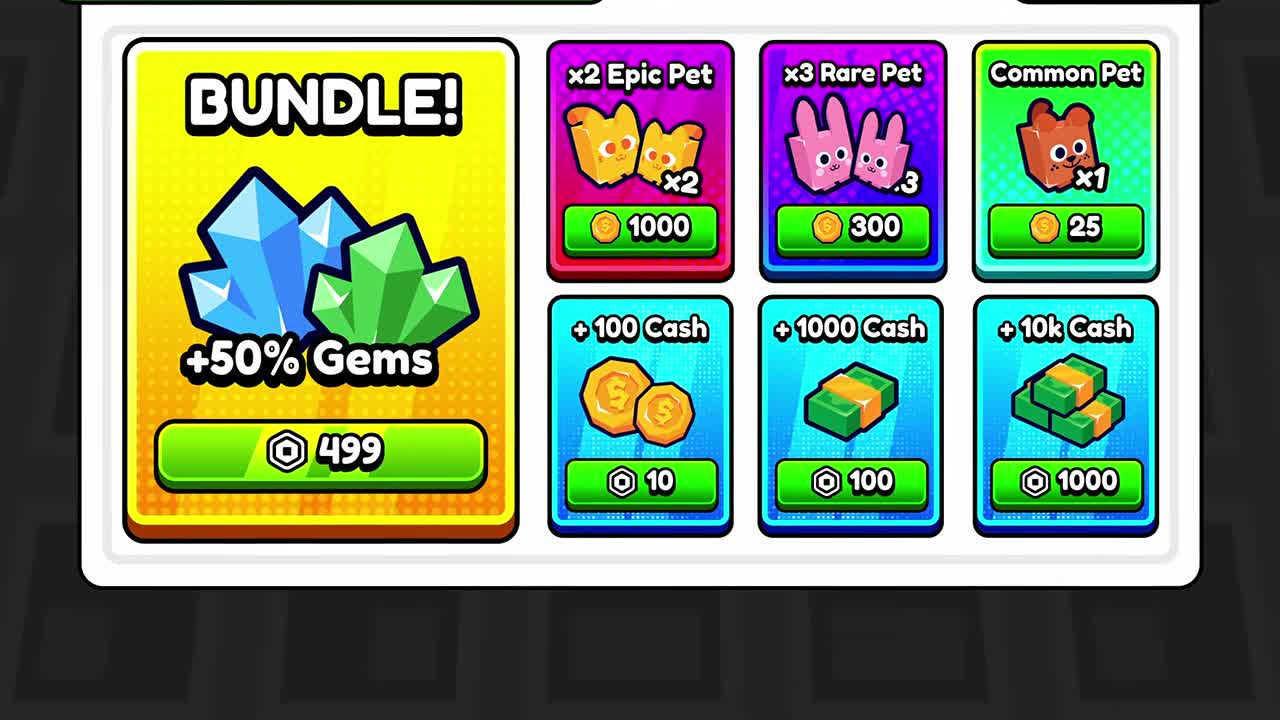 BUNDLE!
+50% Gems
499
x2 Epic Pet
x2
1000
x3 Rare Pet
3
300
Common Pet
x1
25
+ 100 Cash
10
+ 1000 Cash
100
+ 10k Cash
1000